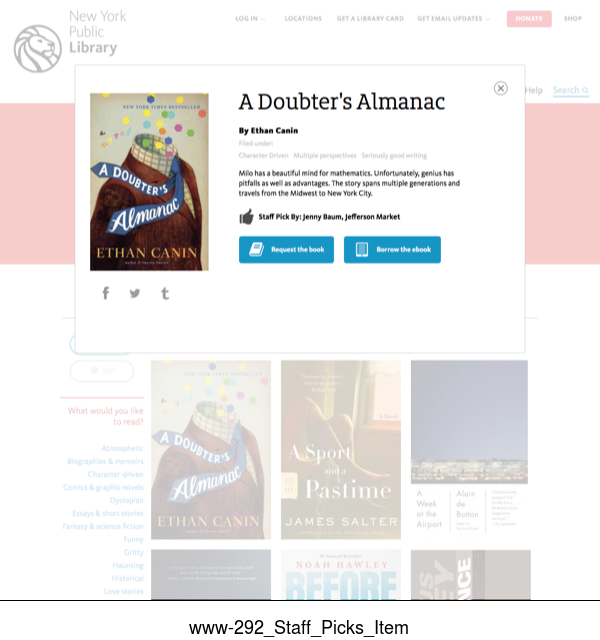 New York
Public
Library
LOG IN
LOCATIONS
GET A LIBRARY CARD
GET EMAIL UPDATES
DONATE
SHOP
Help
Search
NEW YORK TIMES BESTSELLER
A DOUBTER'S
Almanac
ETHAN CANIN
A Doubter's Almanac
By Ethan Canin
Filed under:
Character Driven Multiple perspectives Seriously good writing
Milo has a beautiful mind for mathematics. Unfortunately, genius has
pitfalls as well as advantages. The story spans multiple generations and
travels from the Midwest to New York City.
Staff Pick By: Jenny Baum, Jefferson Market
Request the book
Borrow the ebook
LIST
What would you like
to read?
Atmospheric
Biographies & memoirs
Character-driven
Comics & graphic novels
Dystopian
Essays & short stories
Fantasy & science fiction
Funny
Gritty
Haunting
Historical
Love stories
NEW YORK TIMES BESTSELLER
A DOUBTER'S
Almanac
ETHAN CANIN
A Novel
A Sport
and a
Pastime
JAMES SALTER
A
Week
at the
Airport
Alain
de
Botton
NOAH HAWLEY
BEFORE
www-292_Staff_Picks_Item